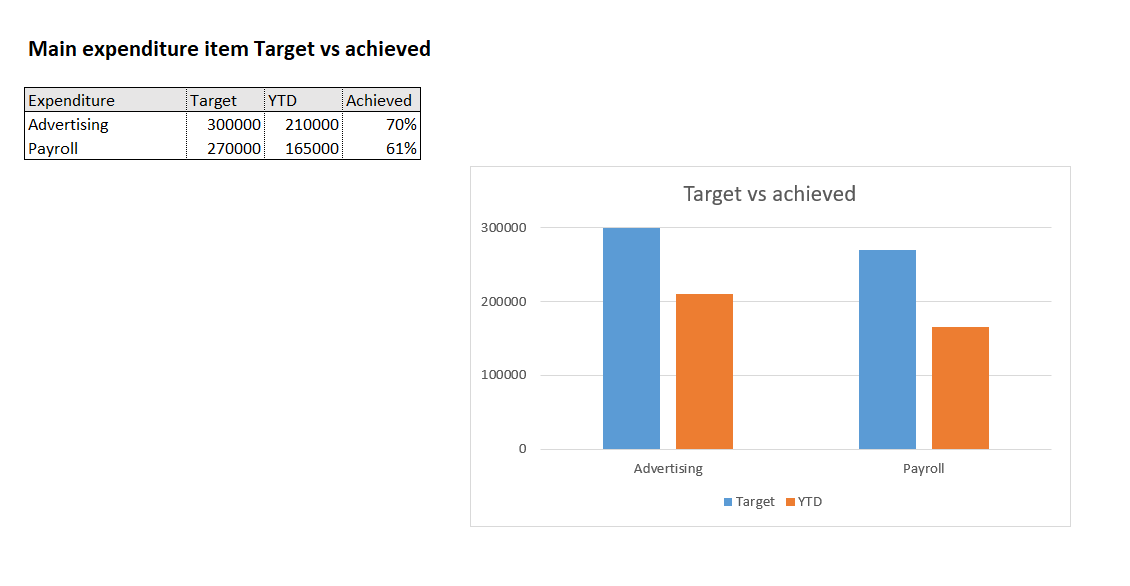 Main expenditure item Target vs achieved
Expenditure Target YTD Achieved
Advertising 300000 210000 70%
Payroll 270000 165000 61%
Target vs achieved
300000
200000
100000
0
Advertising Payroll
Target YTD